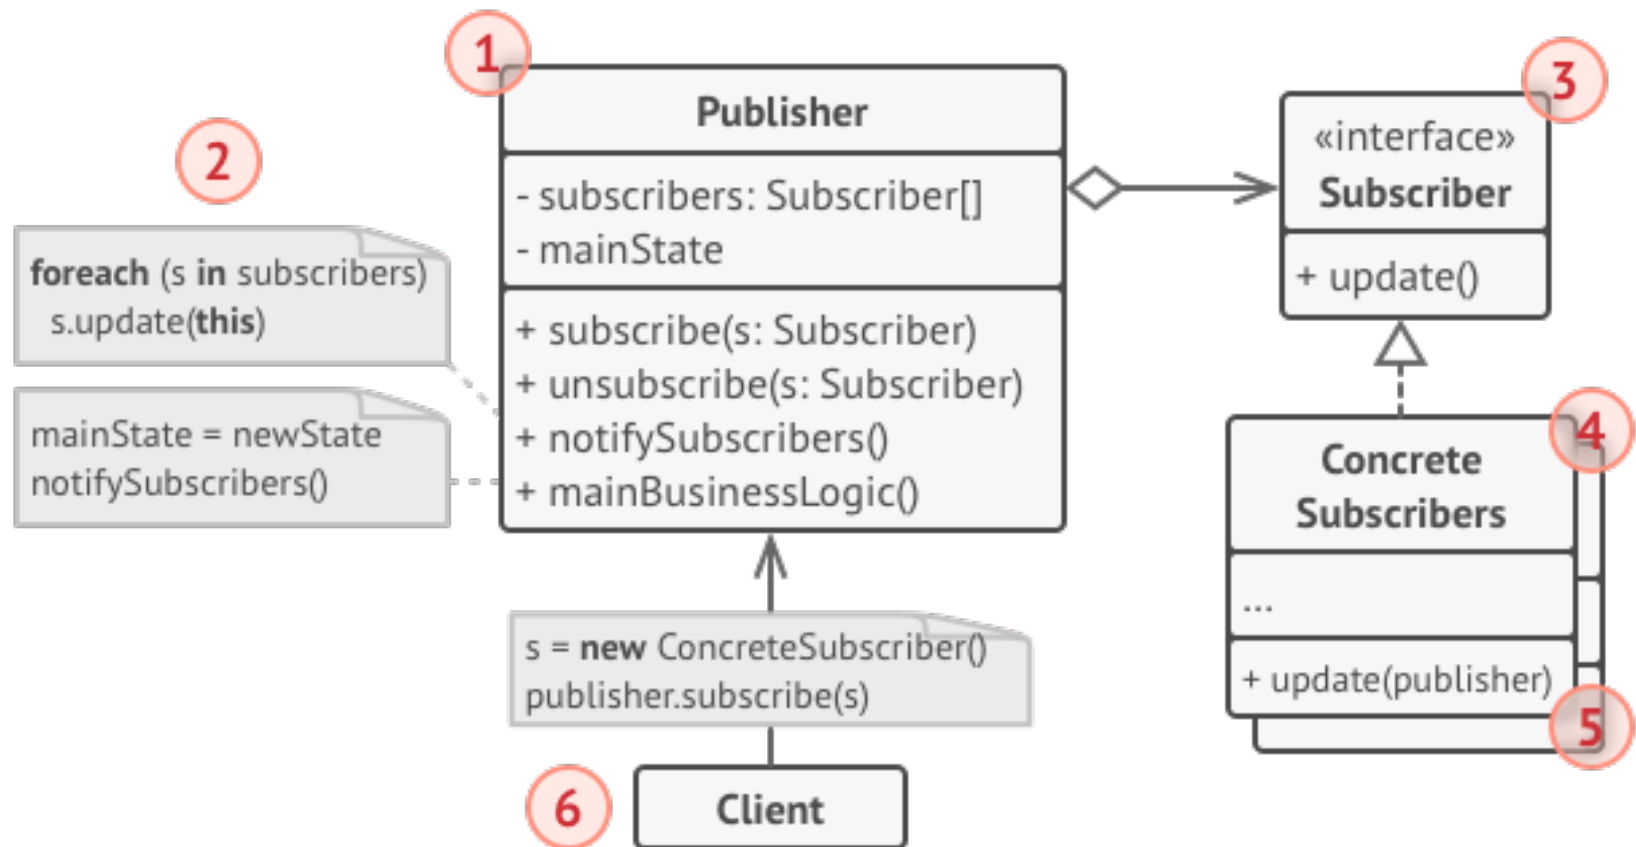 1
Publisher
- subscribers: Subscriber[]
- mainState
+ subscribe(s: Subscriber)
+ unsubscribe(s: Subscriber)
+ notifySubscribers()
+ mainBusinessLogic()
2
foreach (s in subscribers)
s.update(this)
mainState = newState
notifySubscribers()
3
«interface»
Subscriber
+ update()
4
Concrete
Subscribers
...
+ update(publisher)
5
s = new ConcreteSubscriber()
publisher.subscribe(s)
6
Client